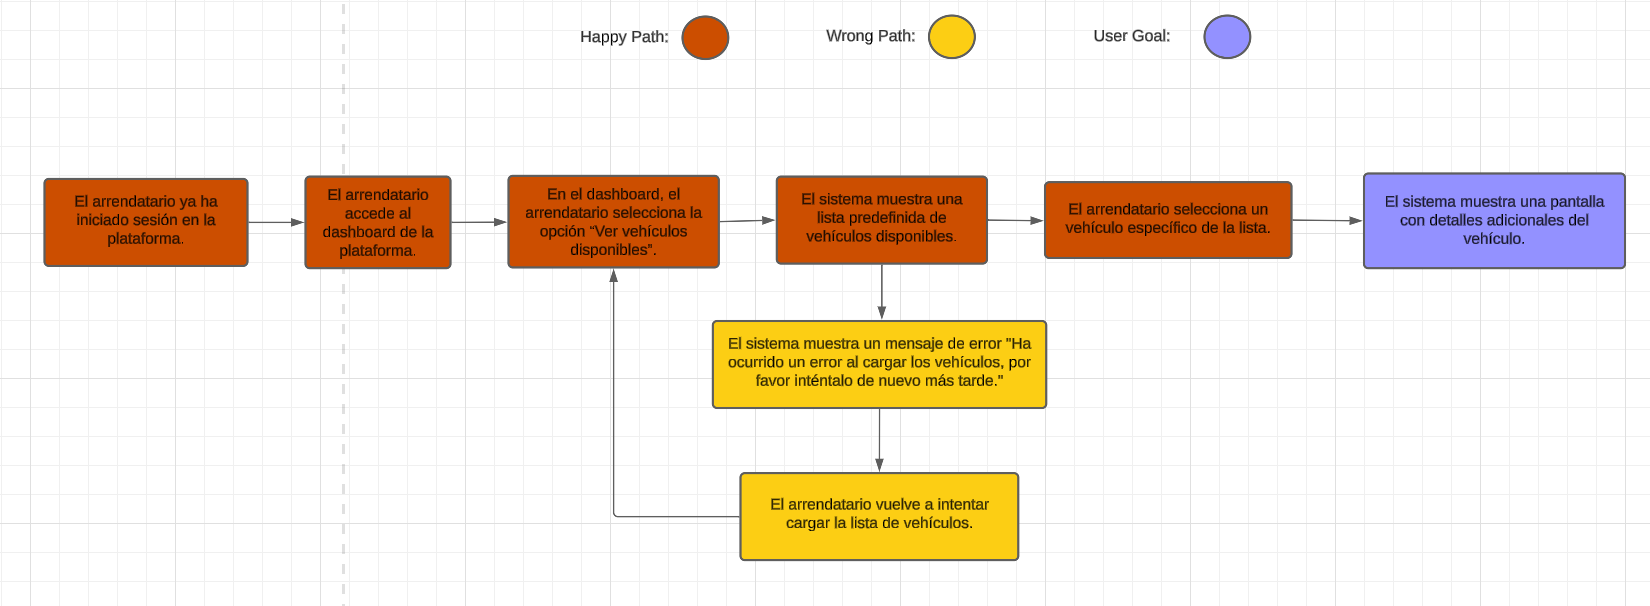 Happy Path:
Wrong Path:
User Goal:
El arrendatario ya ha
iniciado sesión en la
plataforma.
El arrendatario
accede al
dashboard de la
plataforma.
En el dashboard, el
arrendatario selecciona la
opción “Ver vehículos
disponibles”.
El sistema muestra una
lista predefinida de
vehículos disponibles.
El arrendatario selecciona un
vehículo específico de la lista.
El sistema muestra una pantalla
con detalles adicionales del
vehículo.
El sistema muestra un mensaje de error "Ha
ocurrido un error al cargar los vehículos, por
favor inténtalo de nuevo más tarde."
El arrendatario vuelve a intentar
cargar la lista de vehículos.